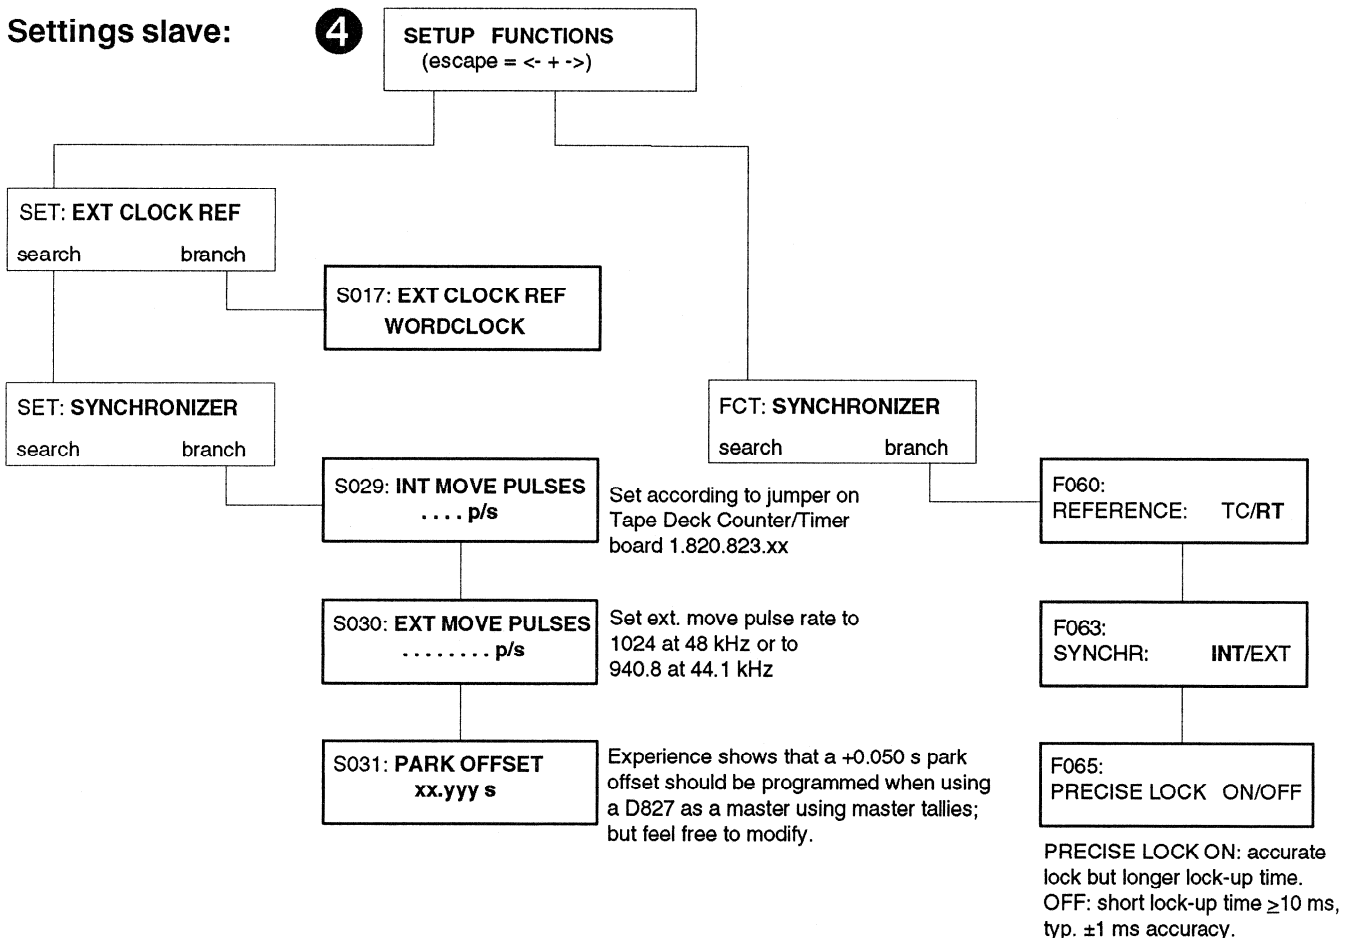 Settings slave:
4
SETUP FUNCTIONS
(escape = <- + ->)
SET: EXT CLOCK REF
search branch
S017: EXT CLOCK REF
WORDCLOCK
SET: SYNCHRONIZER
search branch
S029: INT MOVE PULSES
. . . . p/s
Set according to jumper on
Tape Deck Counter/Timer
board 1.820.823.xx
S030: EXT MOVE PULSES
. . . . . . . . p/s
Set ext. move pulse rate to
1024 at 48 kHz or to
940.8 at 44.1 kHz
S031: PARK OFFSET
xx.yyy s
Experience shows that a +0.050 s park
offset should be programmed when using
a D827 as a master using master tallies;
but feel free to modify.
FCT: SYNCHRONIZER
search branch
F060:
REFERENCE: TC/RT
F063:
SYNCHR: INT/EXT
F065:
PRECISE LOCK ON/OFF
PRECISE LOCK ON: accurate
lock but longer lock-up time.
OFF: short lock-up time ≥10 ms,
typ. ±1 ms accuracy.